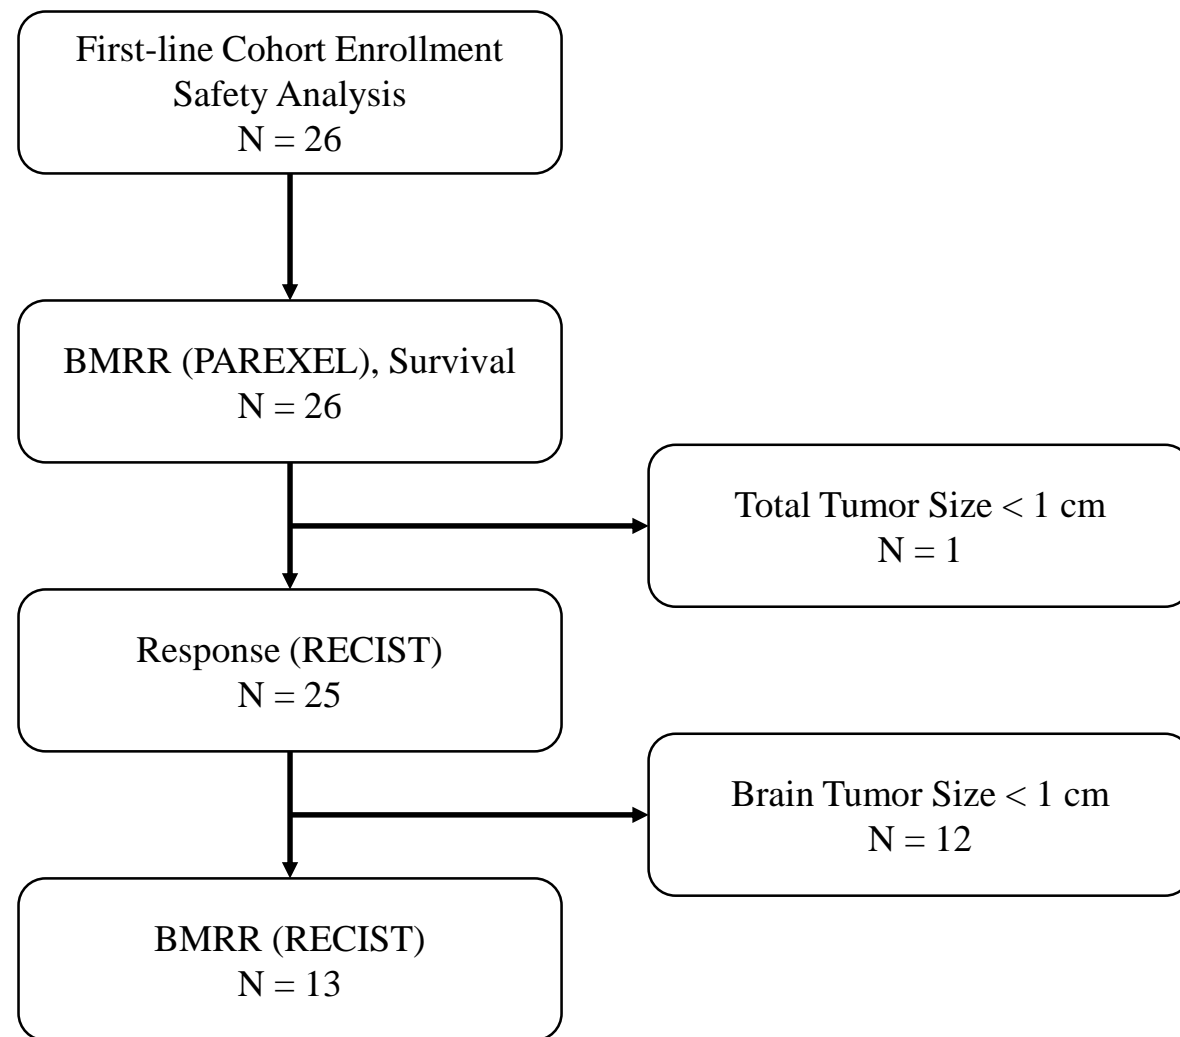 First-line Cohort Enrollment
Safety Analysis
N = 26
BMRR (PAREXEL), Survival
N = 26
Total Tumor Size < 1 cm
N = 1
Response (RECIST)
N = 25
Brain Tumor Size < 1 cm
N = 12
BMRR (RECIST)
N = 13